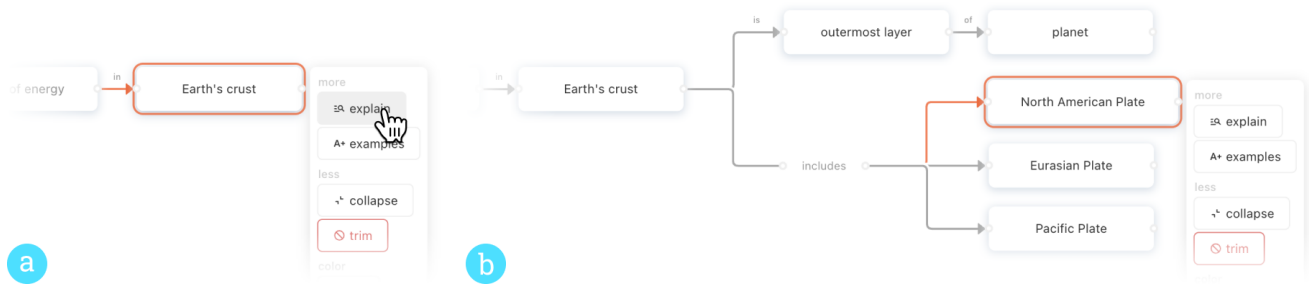 of energy
in
Earth's crust
more
explain
A+ examples
less
collapse
trim
color
a
in
Earth's crust
is
outermost layer
of
planet
includes
North American Plate
Eurasian Plate
Pacific Plate
more
explain
A+ examples
less
collapse
trim
b